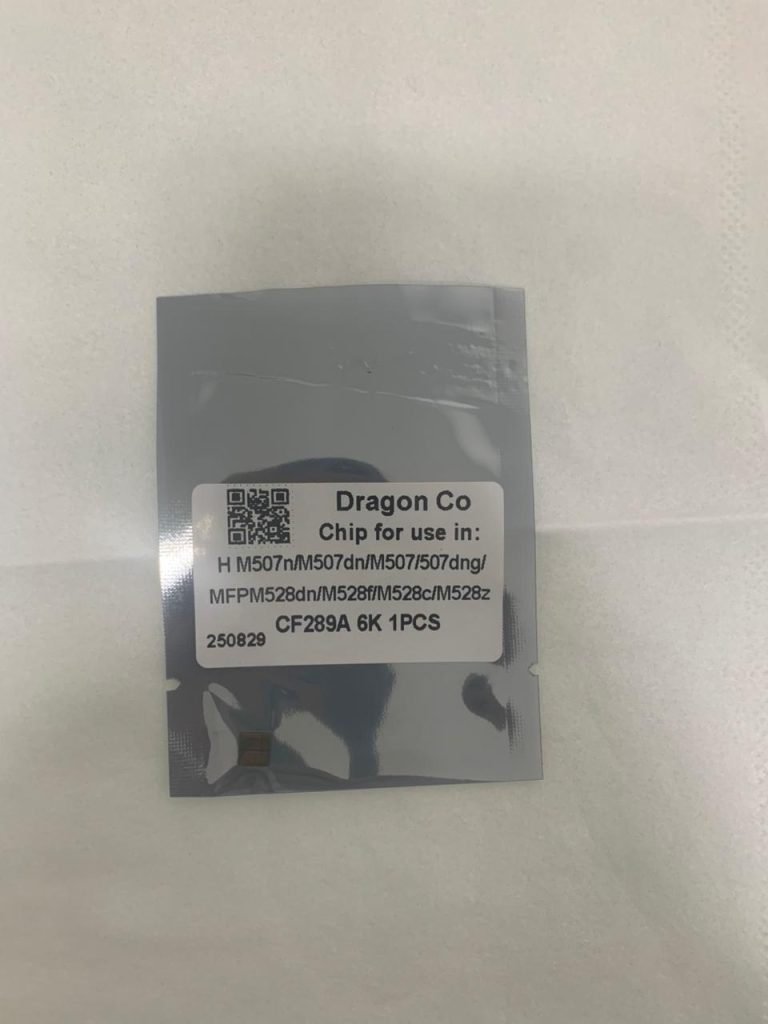 Dragon Co
Chip for use in:
H M507n/M507dn/M507/507dng/
MFPM528dn/M528f/M528c/M528z
CF289A 6K 1PCS
250829